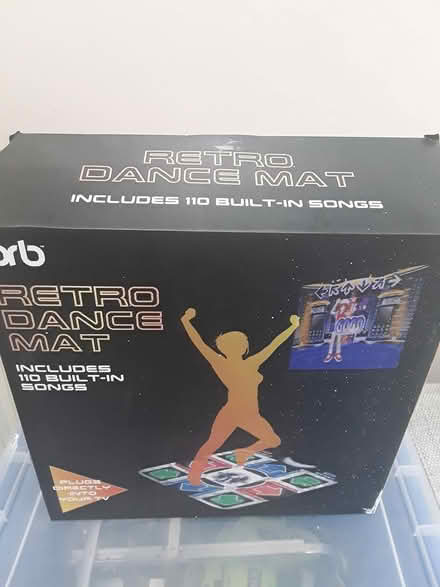 RETRO
DANCE MAT
INCLUDES 110 BUILT-IN SONGS
orb
RETRO
DANCE
MAT
INCLUDES
110 BUILT-IN
SONGS
PLUGS
DIRECTLY
INTO
YOUR TV